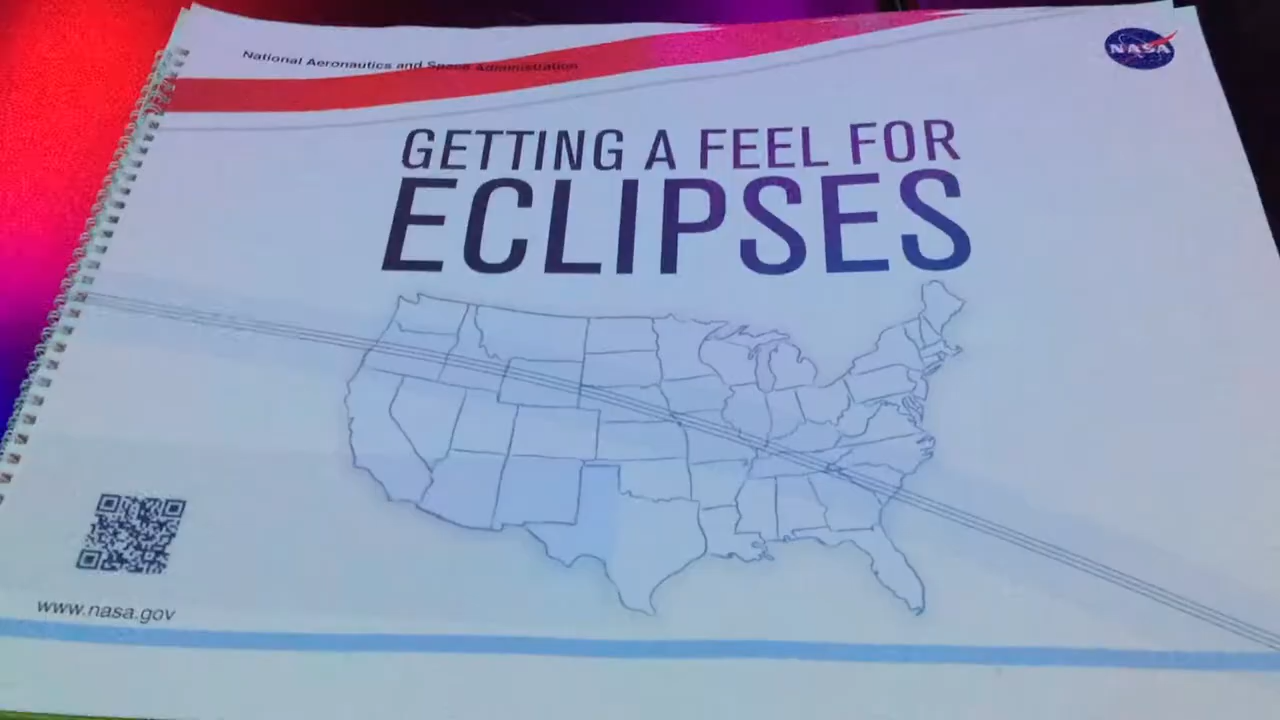 National Aeronautics and Space Administration
NASA
GETTING A FEEL FOR
ECLIPSES
www.nasa.gov